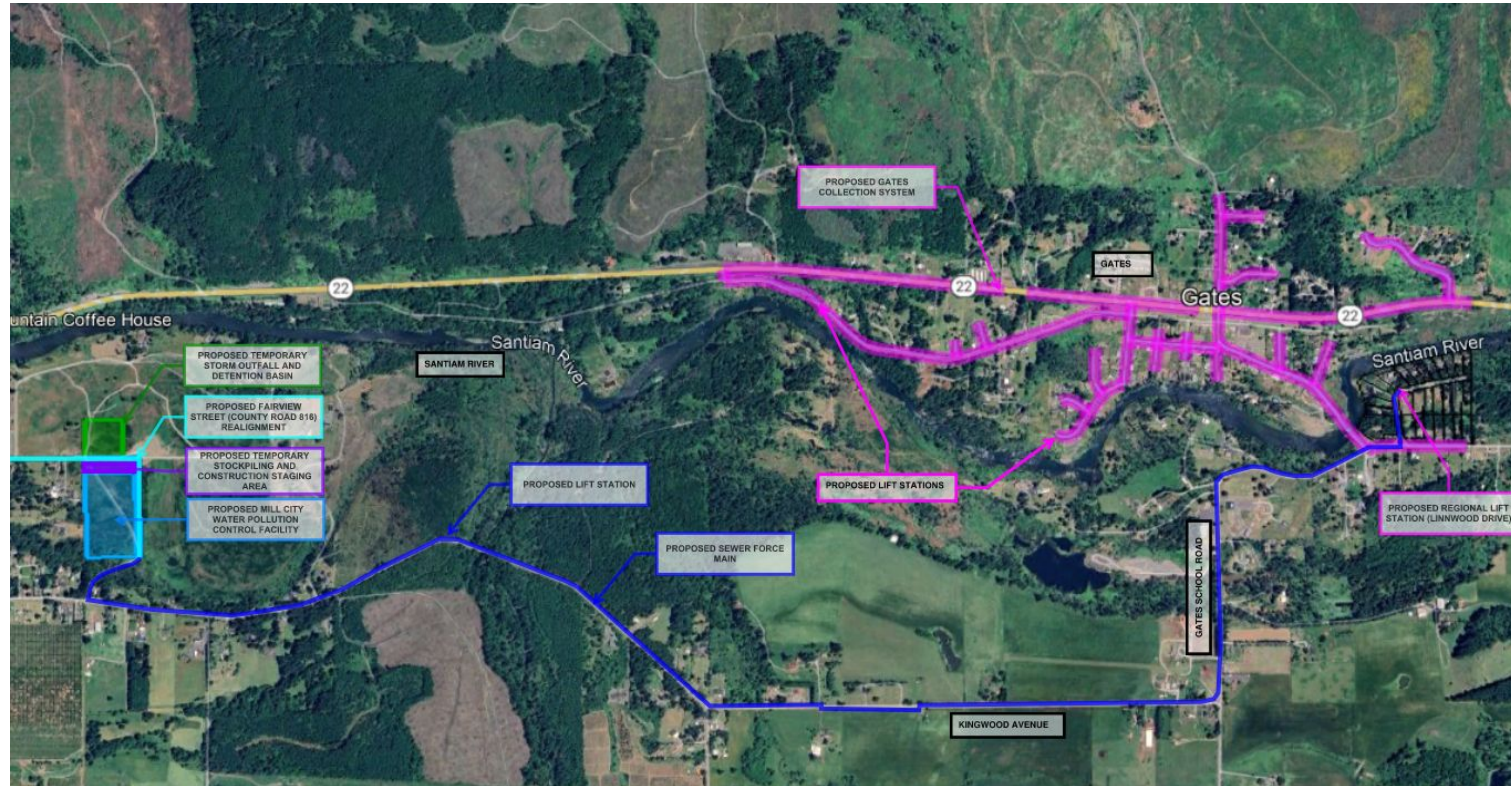 PROPOSED GATES
COLLECTION SYSTEM
GATES
22
22
Gates
22
untain Coffee House
Santiam River
SANTIAM RIVER
Santiam River
PROPOSED TEMPORARY
STORM OUTFALL AND
DETENTION BASIN
PROPOSED FAIRVIEW
STREET (COUNTY ROAD 816)
REALIGNMENT
PROPOSED TEMPORARY
STOCKPILING AND
CONSTRUCTION STAGING
AREA
PROPOSED MILL CITY
WATER POLLUTION
CONTROL FACILITY
PROPOSED LIFT STATION
PROPOSED LIFT STATIONS
PROPOSED REGIONAL LIFT
STATION (LINNWOOD DRIVE)
PROPOSED SEWER FORCE
MAIN
GATES SCHOOL ROAD
KINGWOOD AVENUE